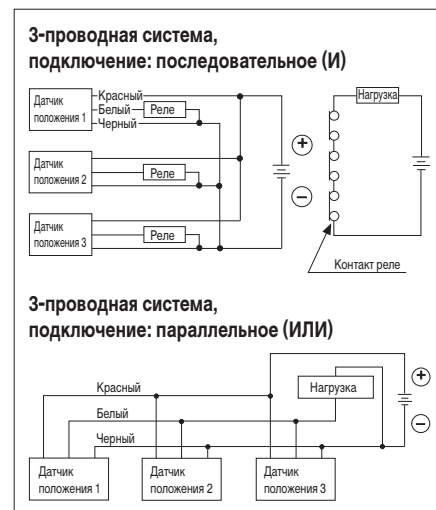 3-проводная система,
подключение: последовательное (И)
Датчик
положения 1
Красный
Белый
Черный
Реле
Датчик
положения 2
Реле
Датчик
положения 3
Реле
+
−
Нагрузка
Контакт реле
3-проводная система,
подключение: параллельное (ИЛИ)
Красный
Белый
Черный
Нагрузка
+
−
Датчик
положения 1
Датчик
положения 2
Датчик
положения 3